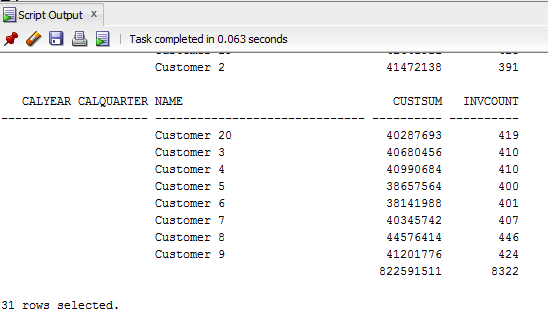 Script Output x
Task completed in 0.063 seconds
Customer 2 41472138 391
CALYEAR CALQUARTER NAME CUSTSUM INVCOUNT
---------- ---------- ------------------------------ ---------- ----------
Customer 20 40287693 419
Customer 3 40680456 410
Customer 4 40990684 410
Customer 5 38657564 400
Customer 6 38141988 401
Customer 7 40345742 407
Customer 8 44576414 446
Customer 9 41201776 424
822591511 8322
31 rows selected.